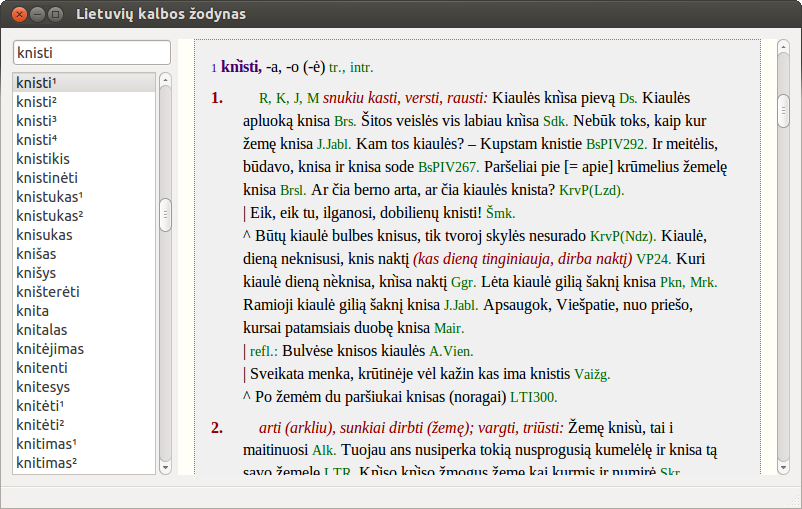 Lietuvių kalbos žodynas
knisti
knisti¹
knisti²
knisti³
knisti⁴
knistikis
knistinėti
knistukas¹
knistukas²
knisukas
knišas
knišys
kništerėti
knita
knitalas
knitėjimas
knitenti
knitesys
knitėti¹
knitėti²
knitimas¹
knitimas²
1 knìsti, -a, -o (-ė) tr., intr.
1. R, K, J, M snukiu kasti, versti, rausti: Kiaulės knìsa pievą Ds. Kiaulės
apluoką knisa Brs. Šitos veislės vis labiau knìsa Sdk. Nebūk toks, kaip kur
žemę knisa J.Jabl. Kam tos kiaulės? – Kupstam knistie BsPIV292. Ir meitėlis,
būdavo, knisa ir knisa sode BsPIV267. Paršeliai pie [= apie] krūmelius žemelę
knisa Brsl. Ar čia berno arta, ar čia kiaulės knista? KrvP(Lzd).
| Eik, eik tu, ilganosi, dobilienų knisti! Šmk.
^ Būtų kiaulė bulbes knisus, tik tvoroj skylės nesurado KrvP(Ndz). Kiaulė,
dieną neknisusi, knis naktį (kas dieną tinginiauja, dirba naktį) VP24. Kuri
kiaulė dieną nèknisa, knìsa naktį Ggr. Lėta kiaulė gilią šaknį knisa Pkn, Mrk.
Ramioji kiaulė gilią šaknį knisa J.Jabl. Apsaugok, Viešpatie, nuo priešo,
kursai patamsiais duobę knisa Mair.
| refl.: Bulvėse knisos kiaulės A.Vien.
| Sveikata menka, krūtinėje vėl kažin kas ima knistis Vaižg.
^ Po žemėm du paršiukai knisas (noragai) LTI300.
2. arti (arkliu), sunkiai dirbti (žemę); vargti, triūsti: Žemę knisù, tai i
maitinuosi Alk. Tuojau ans nusiperka tokią nusprogusią kumelėlę ir knisa tą
savo žemelę LTR. Knìso knìso žmogus žemę kai kurmis ir numirė Skr.